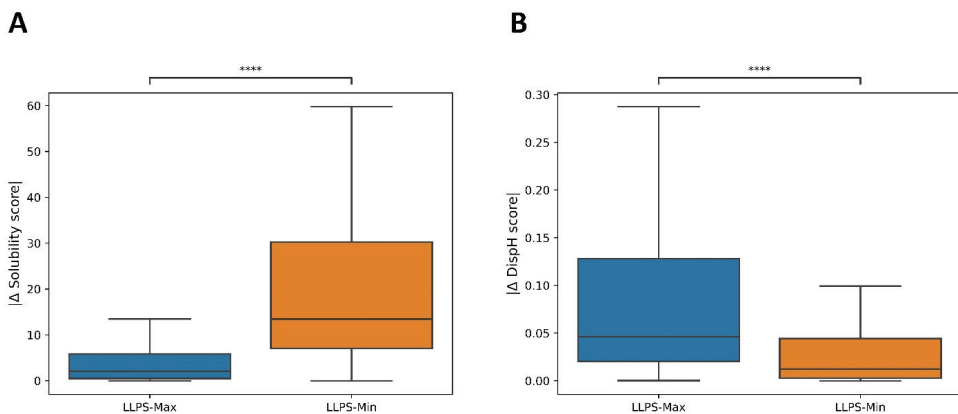 A
B
****
****
|Δ Solubility score|
60
50
40
30
20
10
0
LLPS-Max
LLPS-Min
|Δ DispH score|
0.30
0.25
0.20
0.15
0.10
0.05
0.00
LLPS-Max
LLPS-Min